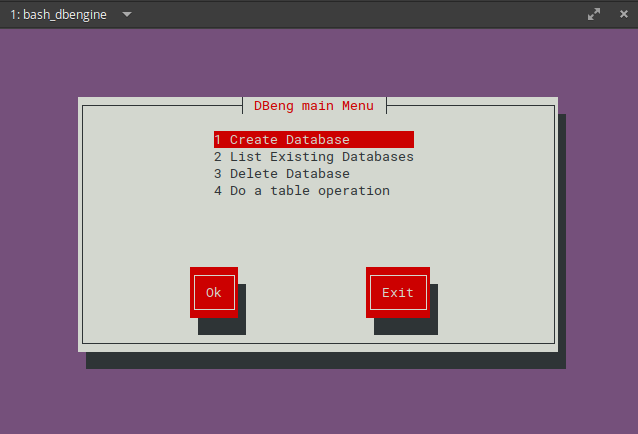 1: bash_dbengine
DBeng main Menu
1 Create Database
2 List Existing Databases
3 Delete Database
4 Do a table operation
Ok
Exit